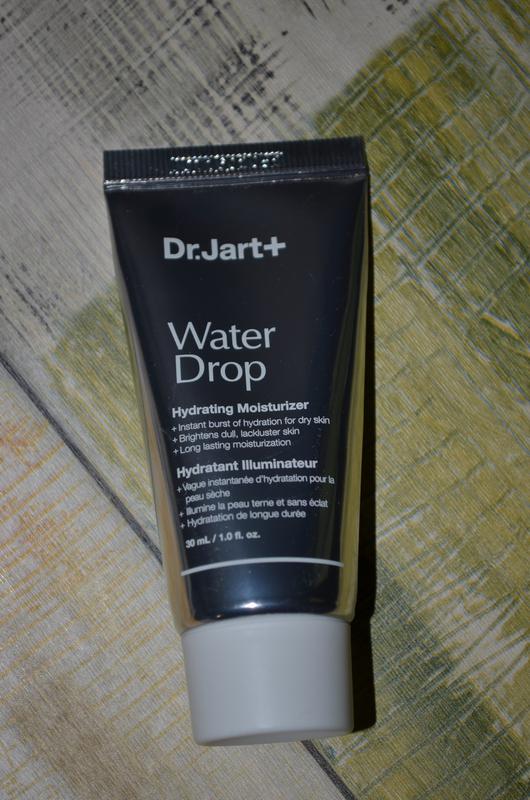 Dr.Jart+
Water
Drop
Hydrating Moisturizer
+ Instant burst of hydration for dry skin
+ Brightens dull, lackluster skin
+ Long lasting moisturization
Hydratant Illuminateur
+ Vague instantanée d'hydratation pour la
peau sèche
+ Illumine la peau terne et sans éclat
+ Hydratation de longue durée
30 mL / 1.0 fl. oz.